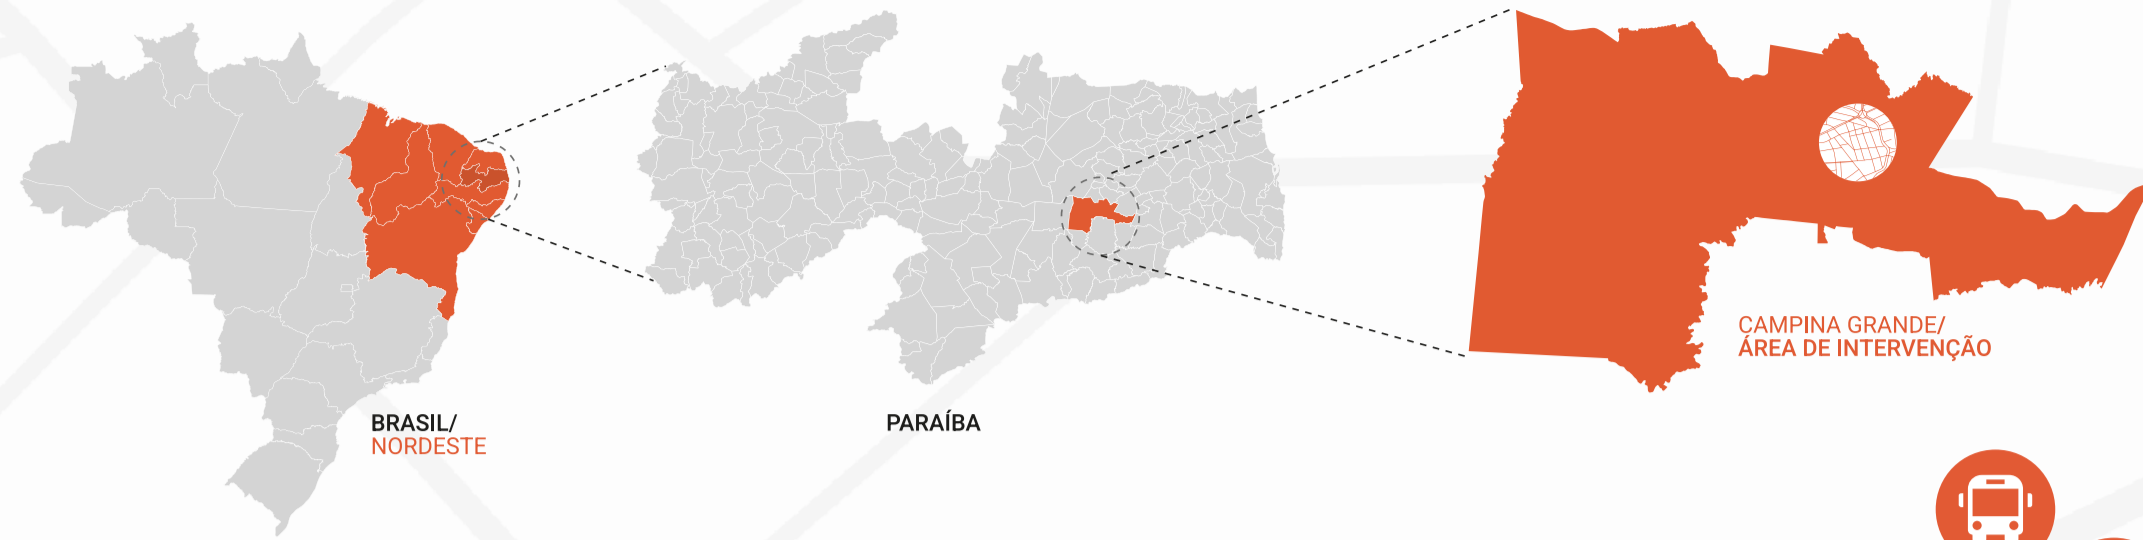 BRASIL/
NORDESTE
PARAÍBA
CAMPINA GRANDE/
ÁREA DE INTERVENÇÃO